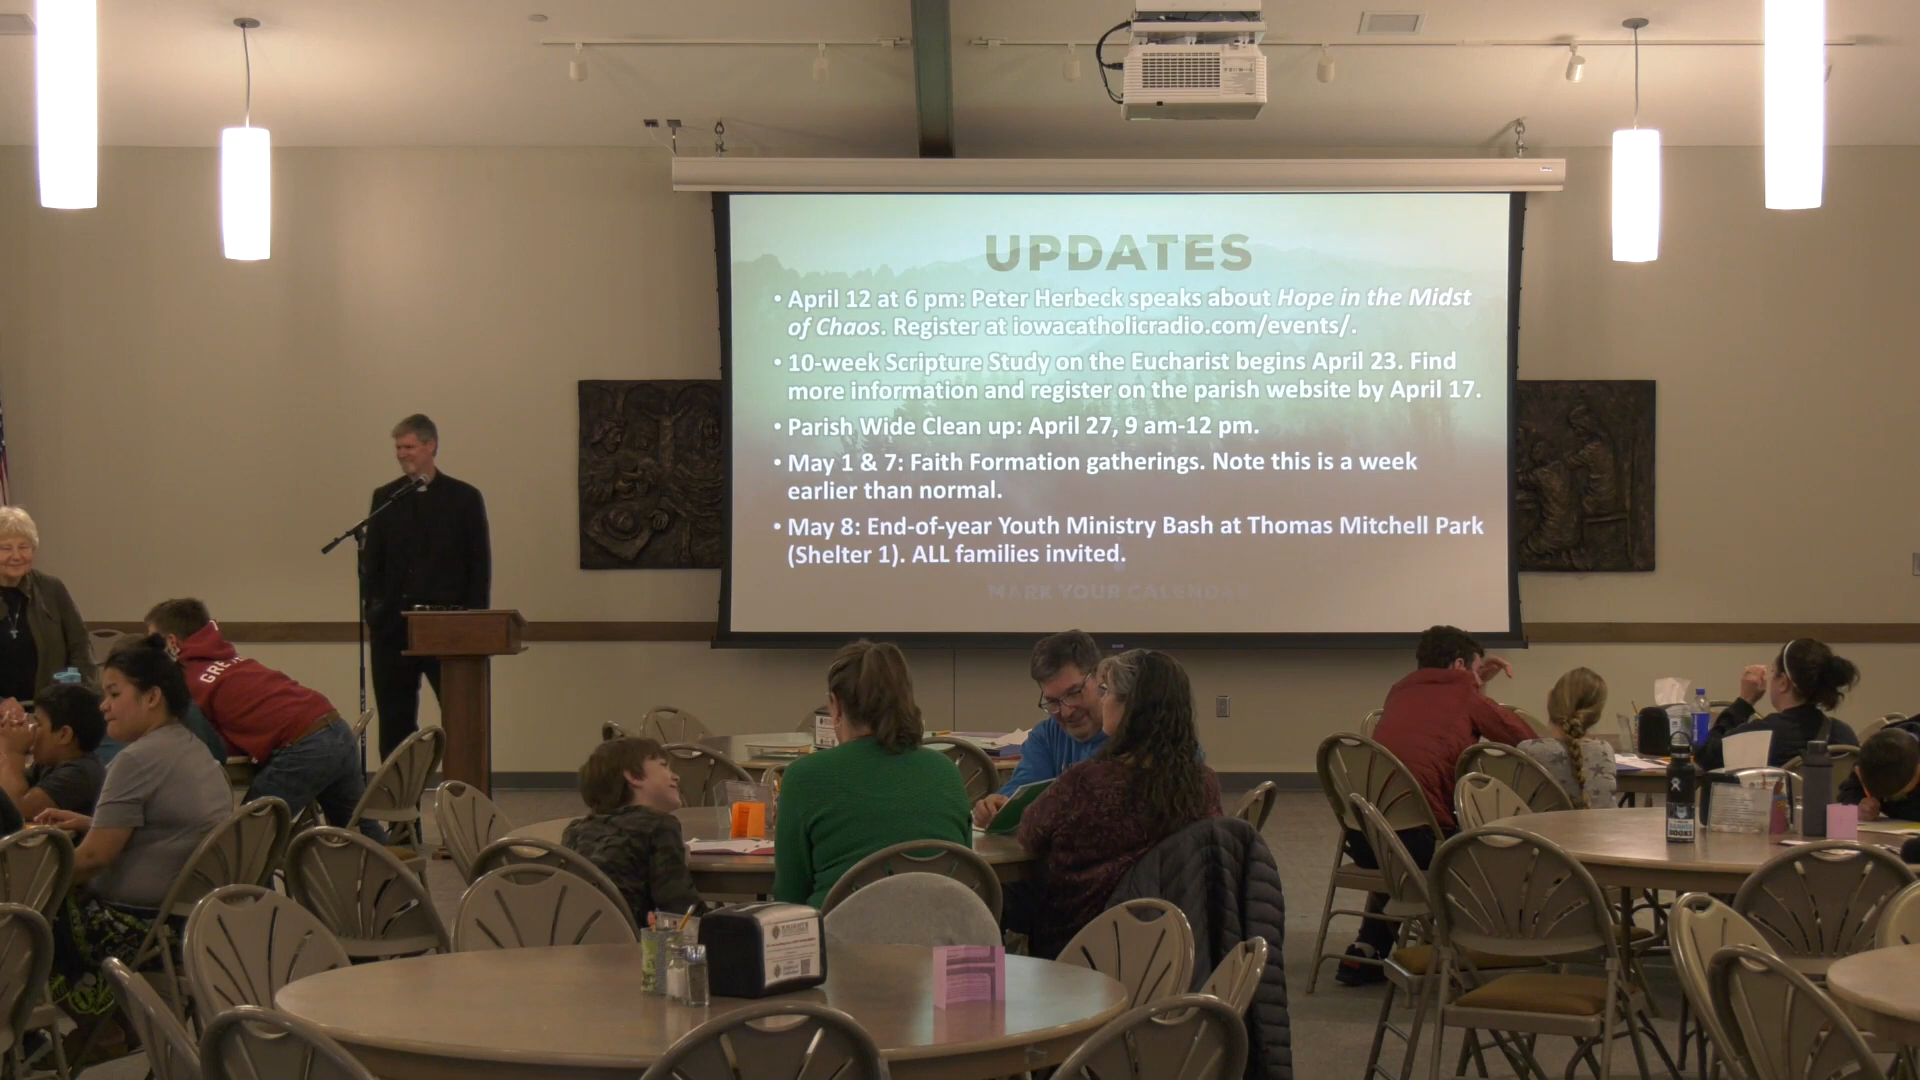 UPDATES
• April 12 at 6 pm: Peter Herbeck speaks about Hope in the Midst
of Chaos. Register at iowacatholicradio.com/events/.
• 10-week Scripture Study on the Eucharist begins April 23. Find
more information and register on the parish website by April 17.
• Parish Wide Clean up: April 27, 9 am-12 pm.
• May 1 & 7: Faith Formation gatherings. Note this is a week
earlier than normal.
• May 8: End-of-year Youth Ministry Bash at Thomas Mitchell Park
(Shelter 1). ALL families invited.
MARK YOUR CALENDAR
GRE